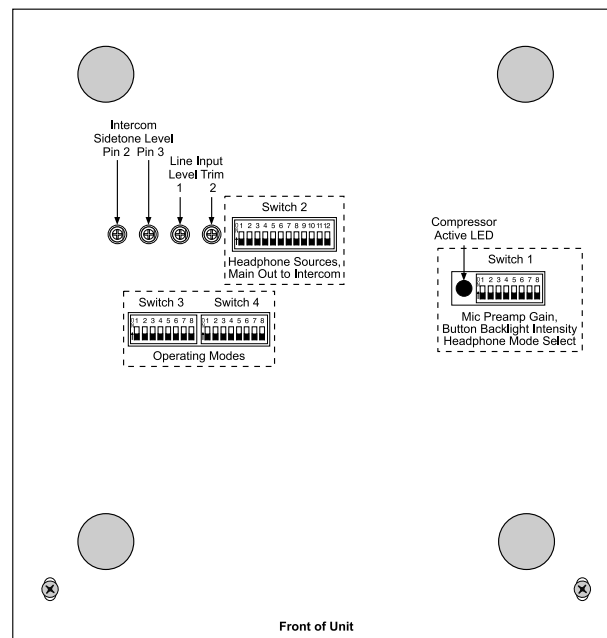 Intercom
Sidetone Level
Pin 2 Pin 3
Line Input
Level Trim
1 2
Switch 2
1 2 3 4 5 6 7 8 9 10 11 12
Headphone Sources,
Main Out to Intercom
Compressor
Active LED
Switch 1
1 2 3 4 5 6 7 8
Mic Preamp Gain,
Button Backlight Intensity
Headphone Mode Select
Switch 3 Switch 4
1 2 3 4 5 6 7 8 1 2 3 4 5 6 7 8
Operating Modes
Front of Unit